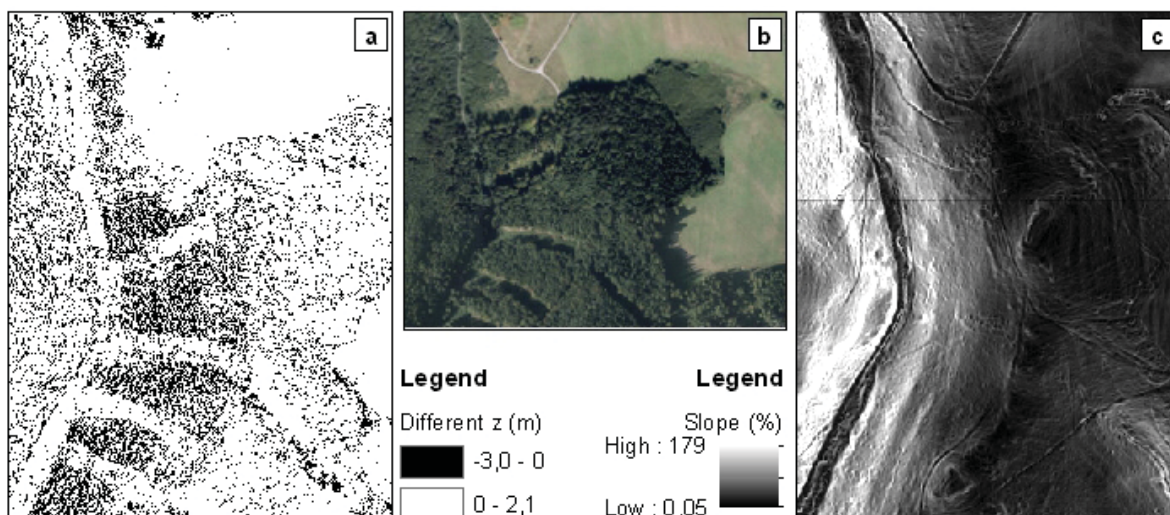 a
b
c
Legend
Different z (m)
-3,0 - 0
0 - 2,1
Legend
Slope (%)
High : 179
Low : 0.05